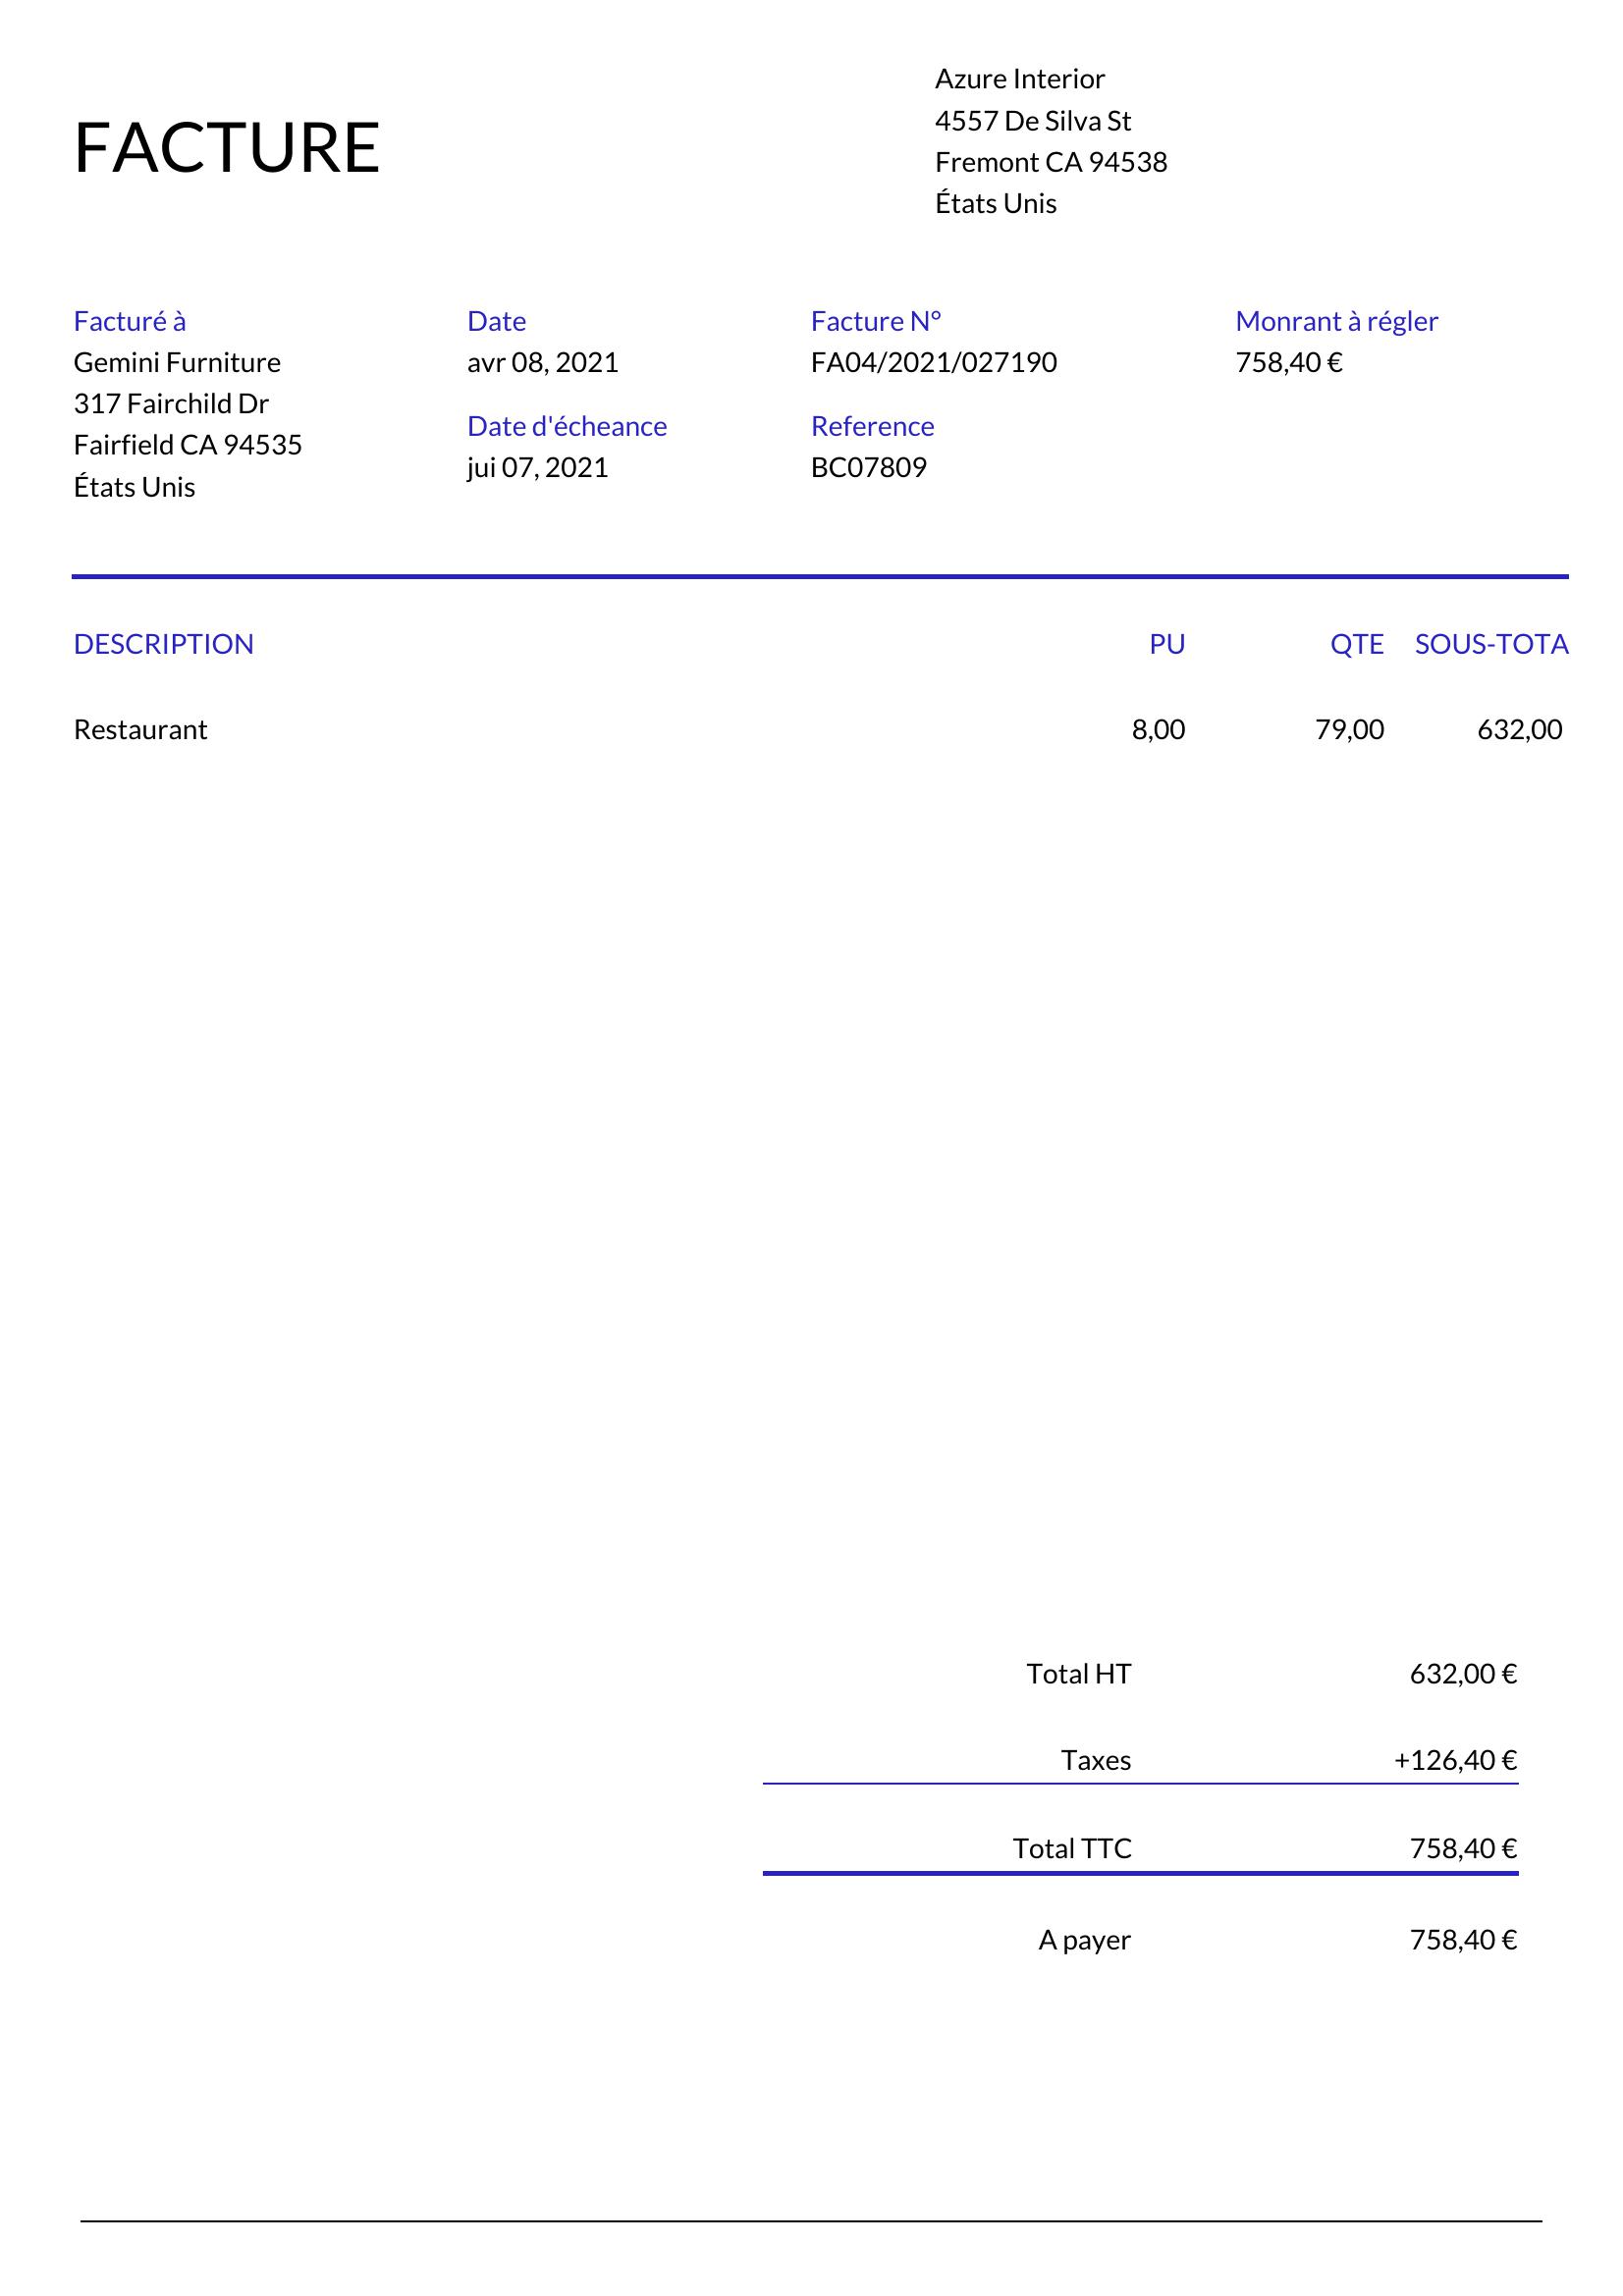 Azure Interior
4557 De Silva St
FACTURE
Fremont CA 94538
États Unis
Facturé à Date Facture N° Monrant à régler
Gemini Furniture avr 08, 2021 FA04/2021/027190 758,40 €
317 Fairchild Dr
Date d'écheance Reference
Fairfield CA 94535
jui 07, 2021 BC07809
États Unis
DESCRIPTION PU QTE SOUS-TOTA
Restaurant 8,00 79,00 632,00
Total HT 632,00 €
Taxes +126,40 €
Total TTC 758,40 €
A payer 758,40 €